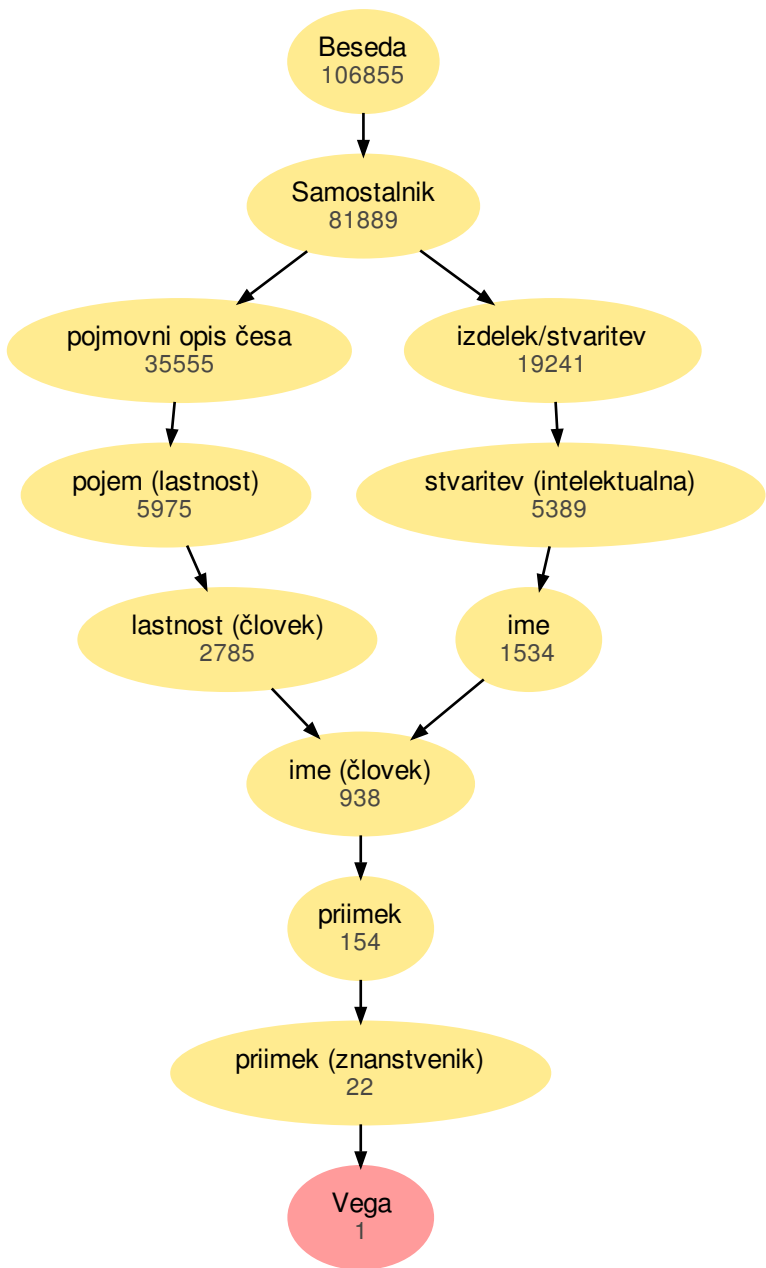 Beseda
106855
Samostalnik
81889
pojmovni opis česa
35555
izdelek/stvaritev
19241
pojem (lastnost)
5975
stvaritev (intelektualna)
5389
lastnost (človek)
2785
ime
1534
ime (človek)
938
priimek
154
priimek (znanstvenik)
22
Vega
1